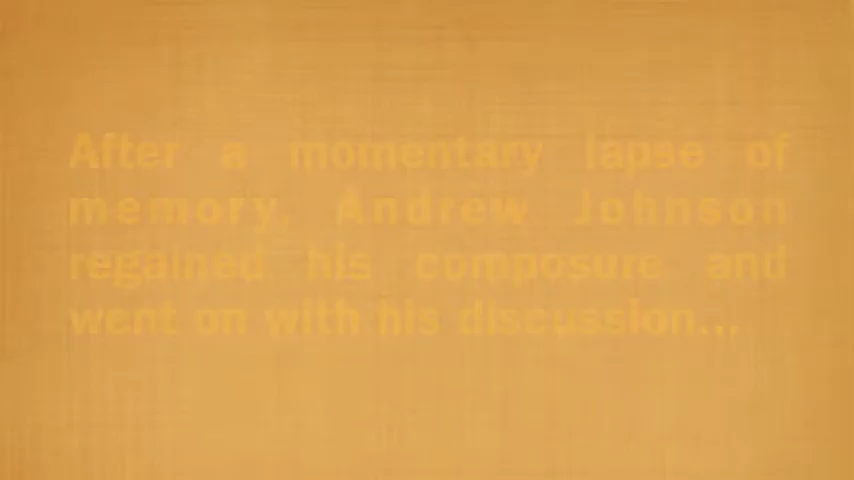 After a momentary lapse of
memory, Andrew Johnson
regained his composure and
went on with his discussion...